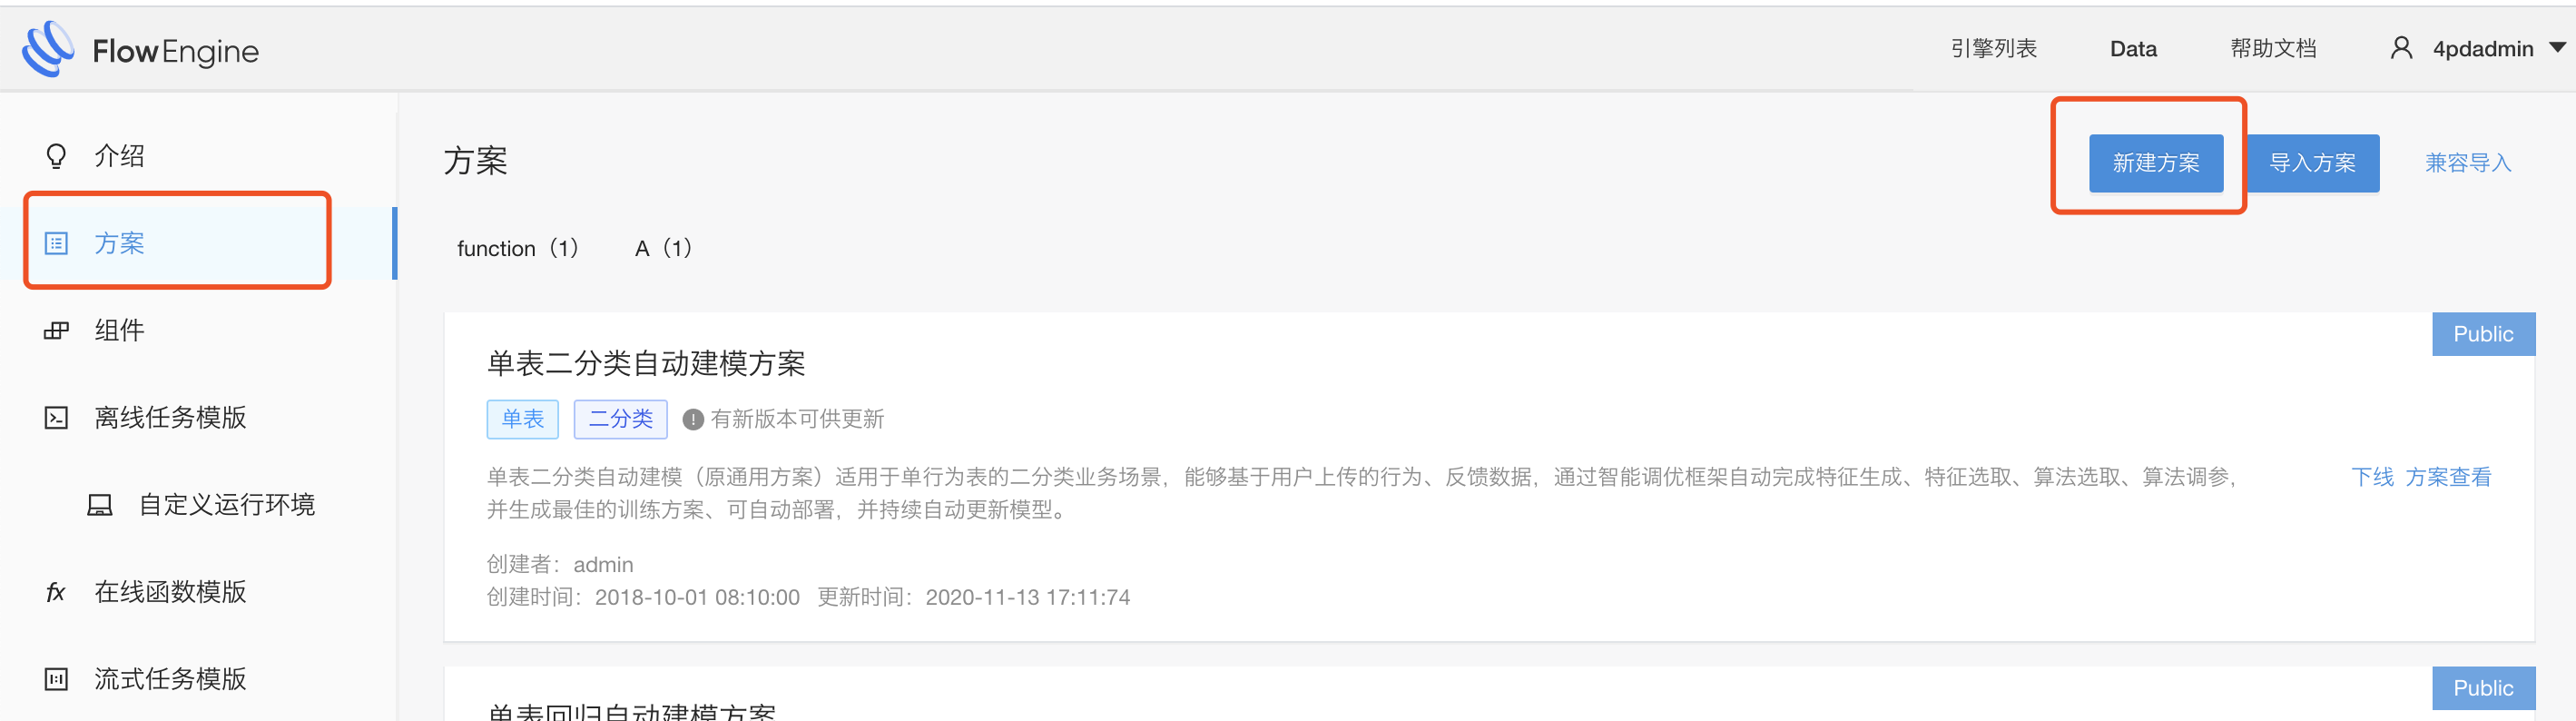 FlowEngine
引擎列表 Data 帮助文档 4pdadmin
介绍
方案
组件
离线任务模版
自定义运行环境
在线函数模版
流式任务模版
方案
新建方案 导入方案 兼容导入
function（1） A（1）
Public
单表二分类自动建模方案
单表 二分类 有新版本可供更新
单表二分类自动建模（原通用方案）适用于单行为表的二分类业务场景，能够基于用户上传的行为、反馈数据，通过智能调优框架自动完成特征生成、特征选取、算法选取、算法调参，
并生成最佳的训练方案、可自动部署，并持续自动更新模型。
下线 方案查看
创建者：admin
创建时间：2018-10-01 08:10:00 更新时间：2020-11-13 17:11:74
Public
单表回归自动建模方案